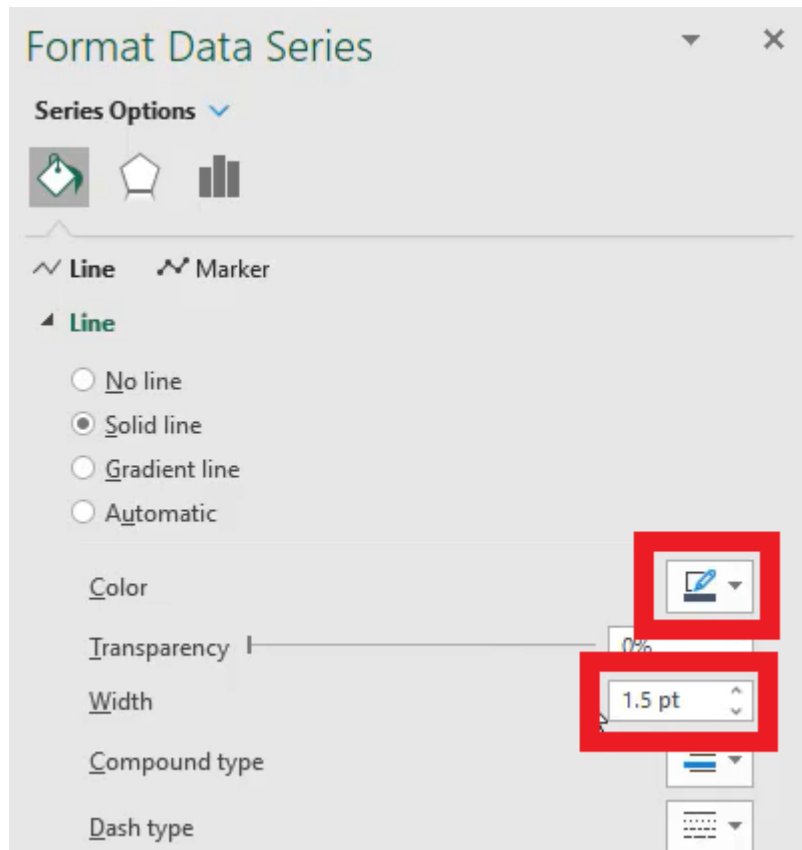 Format Data Series
Series Options
Line Marker
Line
No line
Solid line
Gradient line
Automatic
Color
Transparency 0%
Width 1.5 pt
Compound type
Dash type